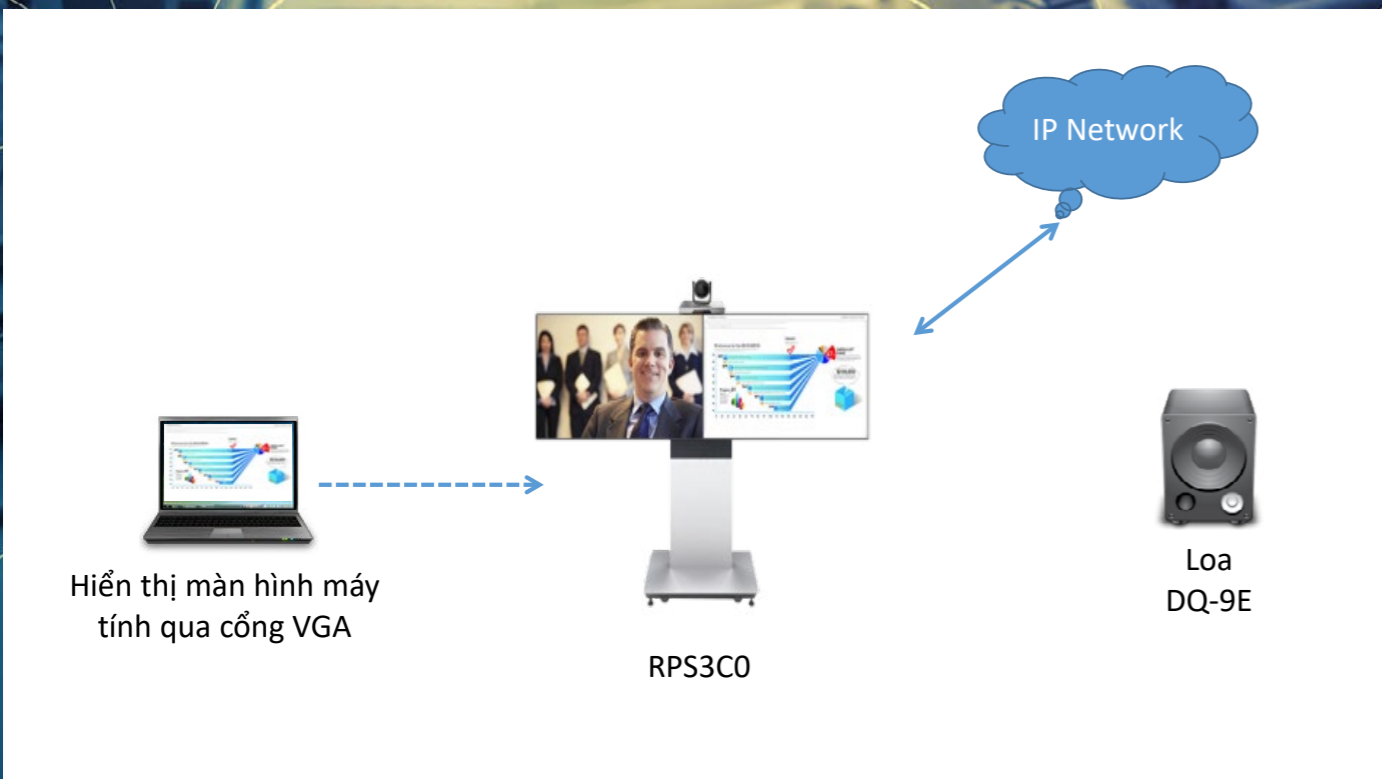 IP Network
Hiển thị màn hình máy
tính qua cổng VGA
RPS3C0
Loa
DQ-9E